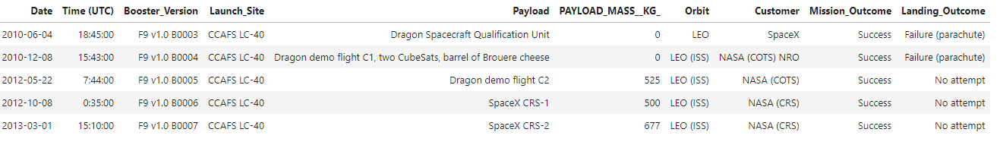 Date Time (UTC) Booster_Version Launch_Site Payload PAYLOAD_MASS__KG_ Orbit Customer Mission_Outcome Landing_Outcome
2010-06-04 18:45:00 F9 v1.0 B0003 CCAFS LC-40 Dragon Spacecraft Qualification Unit 0 LEO SpaceX Success Failure (parachute)
2010-12-08 15:43:00 F9 v1.0 B0004 CCAFS LC-40 Dragon demo flight C1, two CubeSats, barrel of Brouere cheese 0 LEO (ISS) NASA (COTS) NRO Success Failure (parachute)
2012-05-22 7:44:00 F9 v1.0 B0005 CCAFS LC-40 Dragon demo flight C2 525 LEO (ISS) NASA (COTS) Success No attempt
2012-10-08 0:35:00 F9 v1.0 B0006 CCAFS LC-40 SpaceX CRS-1 500 LEO (ISS) NASA (CRS) Success No attempt
2013-03-01 15:10:00 F9 v1.0 B0007 CCAFS LC-40 SpaceX CRS-2 677 LEO (ISS) NASA (CRS) Success No attempt